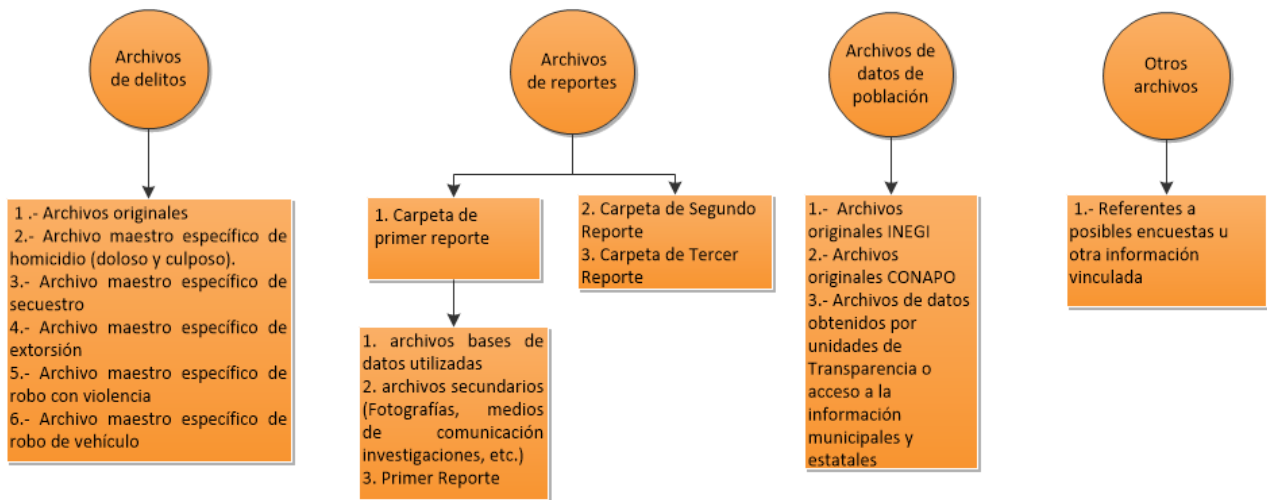 Archivos
de delitos
1 .- Archivos originales
2.- Archivo maestro específico de
homicidio (doloso y culposo).
3.- Archivo maestro específico de
secuestro
4.- Archivo maestro específico de
extorsión
5.- Archivo maestro específico de
robo con violencia
6.- Archivo maestro específico de
robo de vehículo
Archivos
de reportes
1. Carpeta de
primer reporte
2. Carpeta de Segundo
Reporte
3. Carpeta de Tercer
Reporte
1. archivos bases de
datos utilizadas
2. archivos secundarios
(Fotografías, medios
de comunicación
investigaciones, etc.)
3. Primer Reporte
Archivos de
datos de
población
1.- Archivos
originales INEGI
2.- Archivos
originales CONAPO
3.- Archivos de datos
obtenidos por
unidades de
Transparencia o
acceso a la
información
municipales y
estatales
Otros
archivos
1.- Referentes a
posibles encuestas u
otra información
vinculada